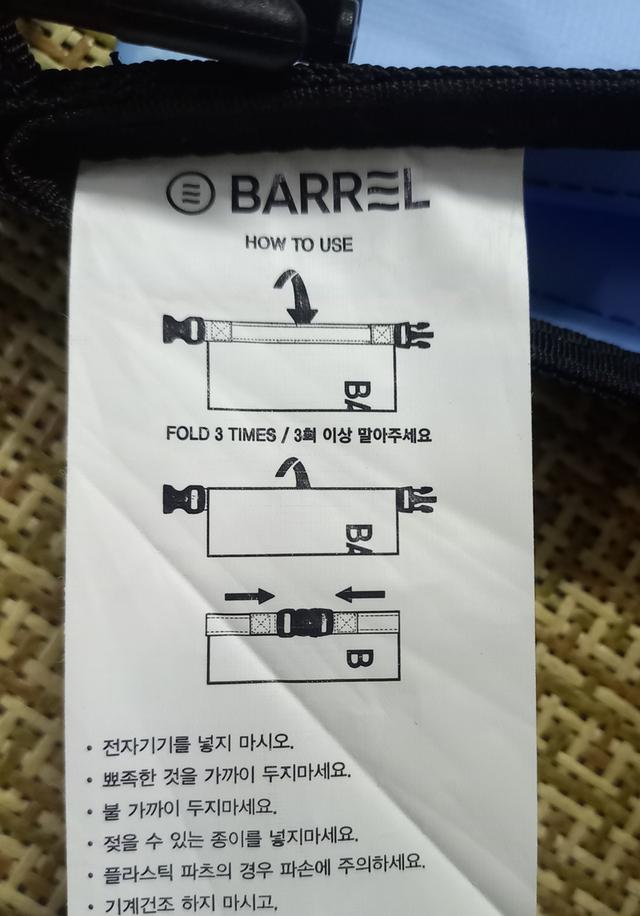 BARREL
HOW TO USE
BA
FOLD 3 TIMES / 3회 이상 말아주세요
BA
B
• 전자기기를 넣지 마시오.
• 뾰족한 것을 가까이 두지마세요.
• 불 가까이 두지마세요.
• 젖을 수 있는 종이를 넣지마세요.
• 플라스틱 파츠의 경우 파손에 주의하세요.
• 기계건조 하지 마시고,